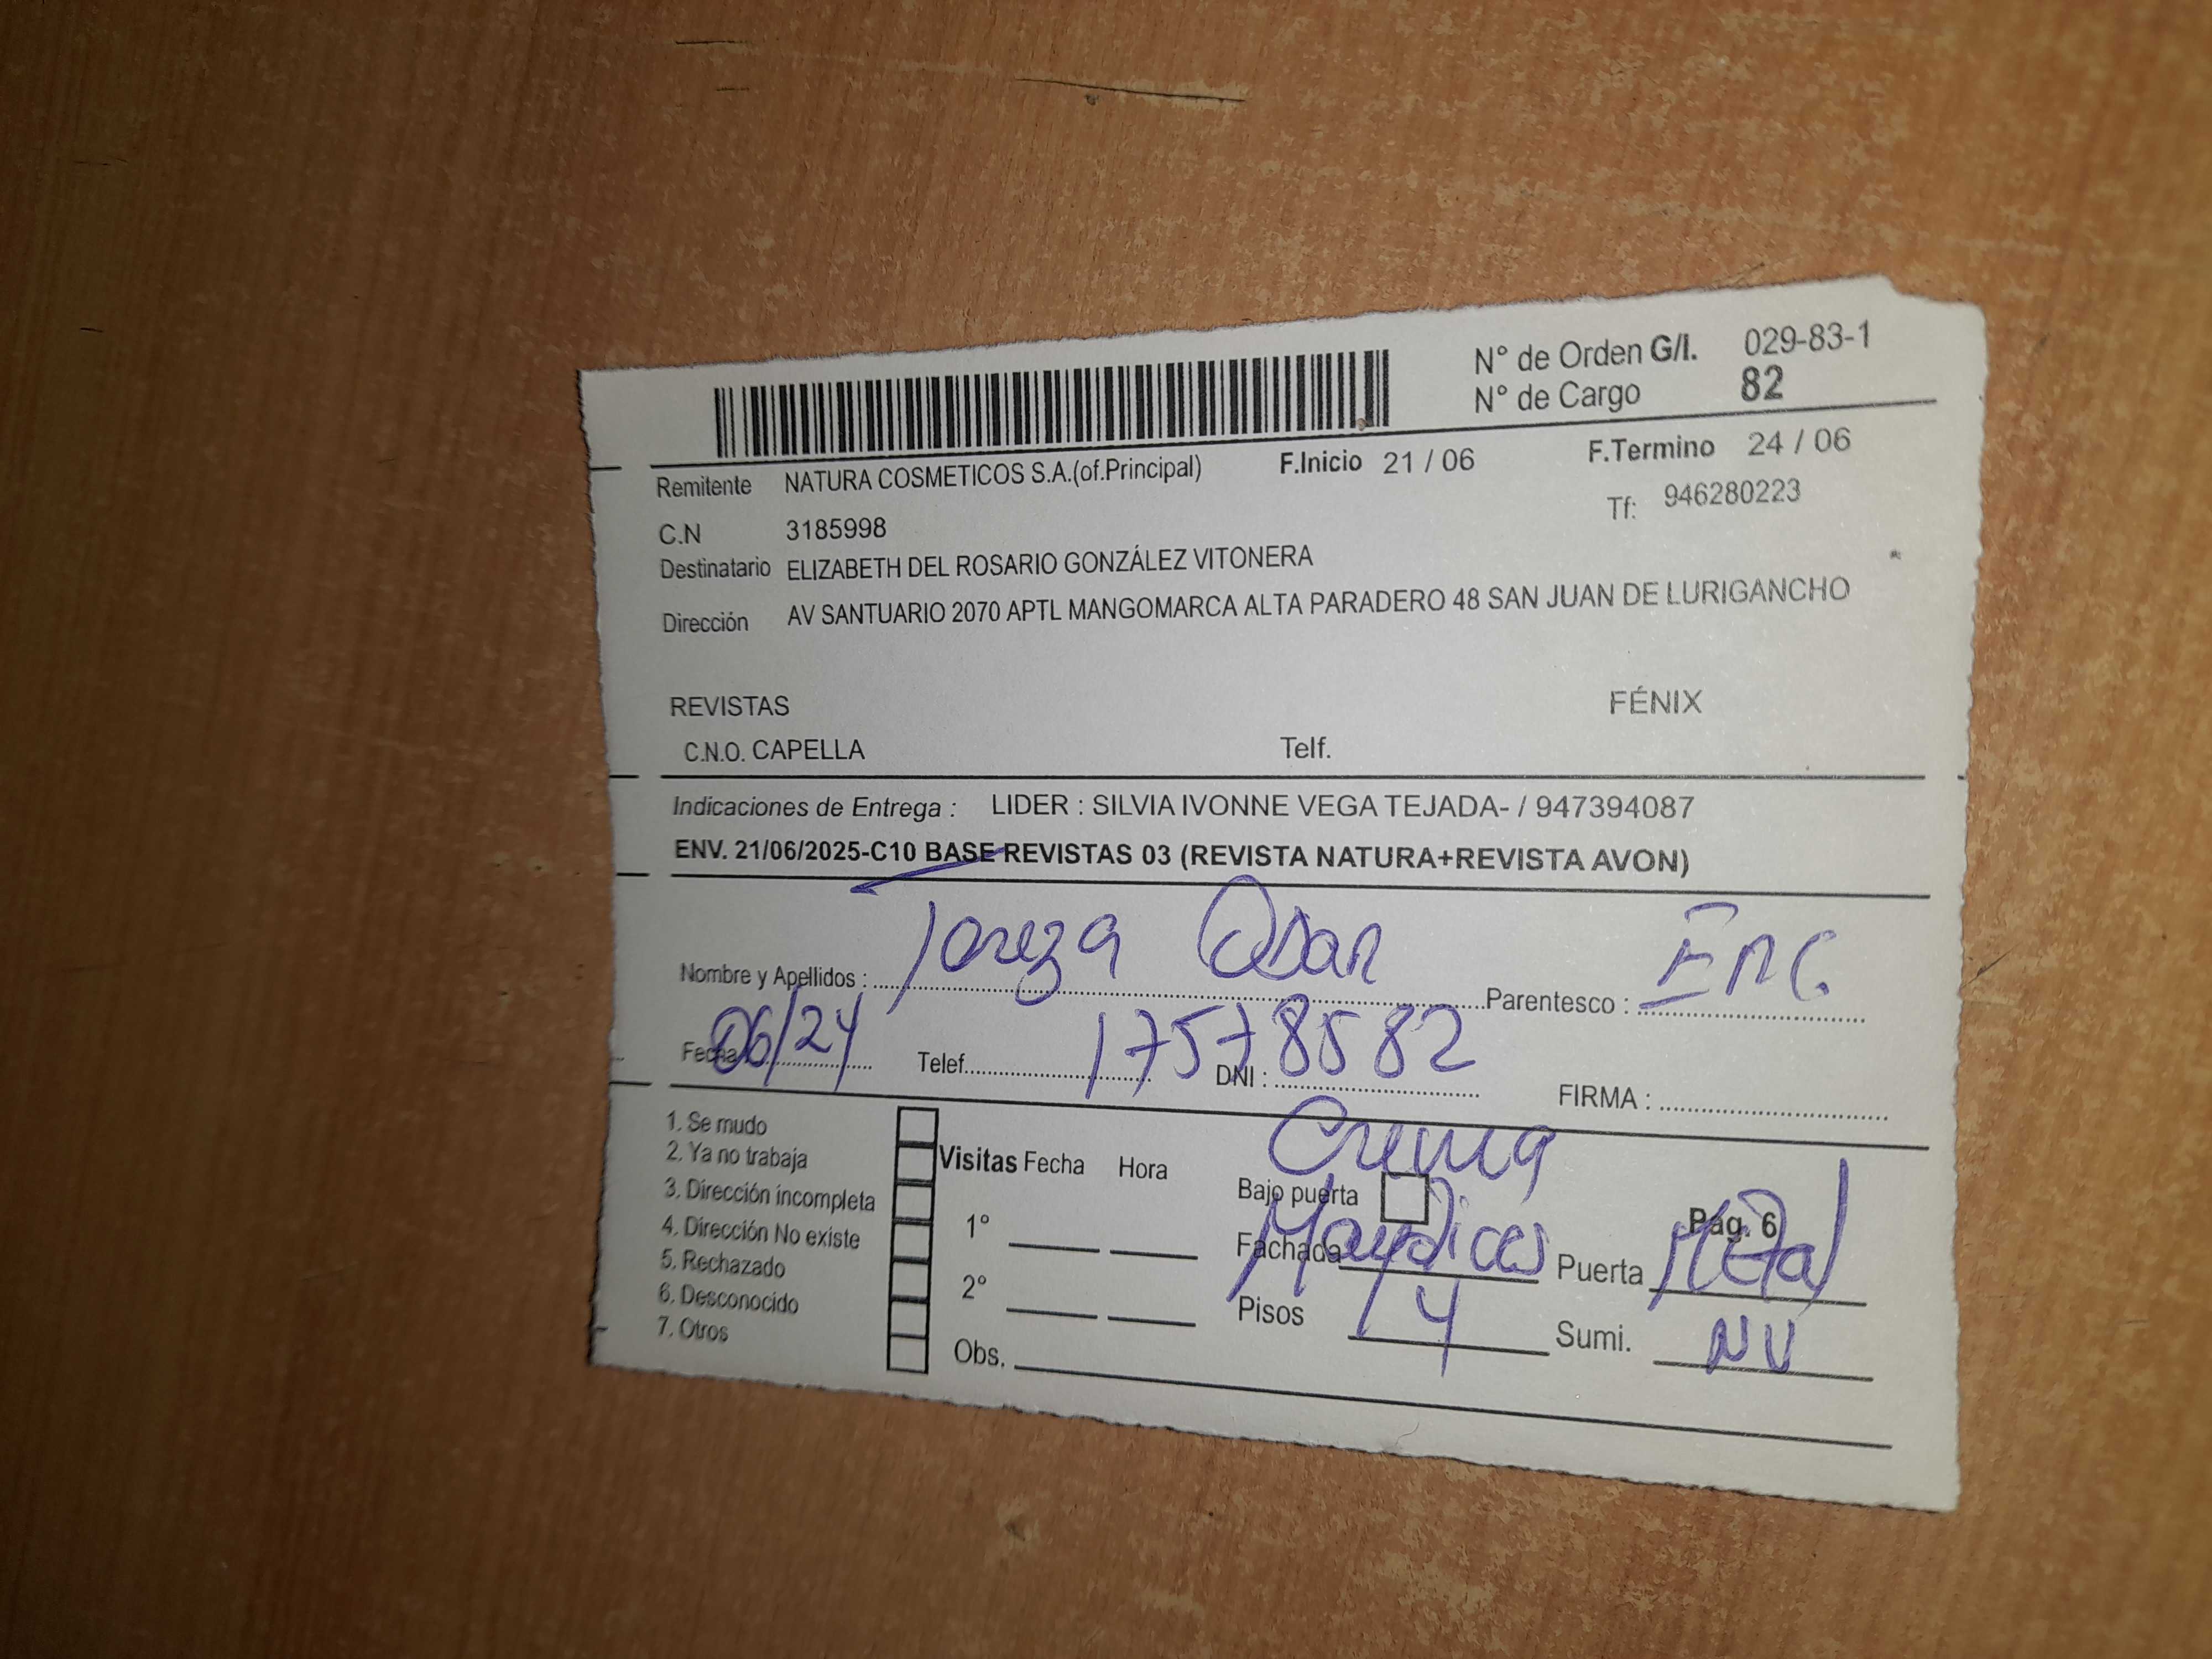 N° de Orden G/I. 029-83-1
N° de Cargo 82
Remitente NATURA COSMETICOS S.A.(of.Principal) F.Inicio 21 / 06 F.Termino 24 / 06
C.N 3185998 Tf: 946280223
Destinatario ELIZABETH DEL ROSARIO GONZÁLEZ VITONERA
Dirección AV SANTUARIO 2070 APTL MANGOMARCA ALTA PARADERO 48 SAN JUAN DE LURIGANCHO
REVISTAS FÉNIX
C.N.O. CAPELLA Telf.
Indicaciones de Entrega : LIDER : SILVIA IVONNE VEGA TEJADA- / 947394087
ENV. 21/06/2025-C10 BASE REVISTAS 03 (REVISTA NATURA+REVISTA AVON)
Nombre y Apellidos : Parentesco : Enc.
Fecha: 06/24 Telef. DNI : 17578582 FIRMA :
1. Se mudo
2. Ya no trabaja
3. Dirección incompleta
4. Dirección No existe
5. Rechazado
6. Desconocido
7. Otros
Visitas Fecha Hora
1°
2°
Obs.
Crema
Bajo puerta Pag. 6
Fachada Mayolicas Puerta Metal
Pisos 4 Sumi. NV